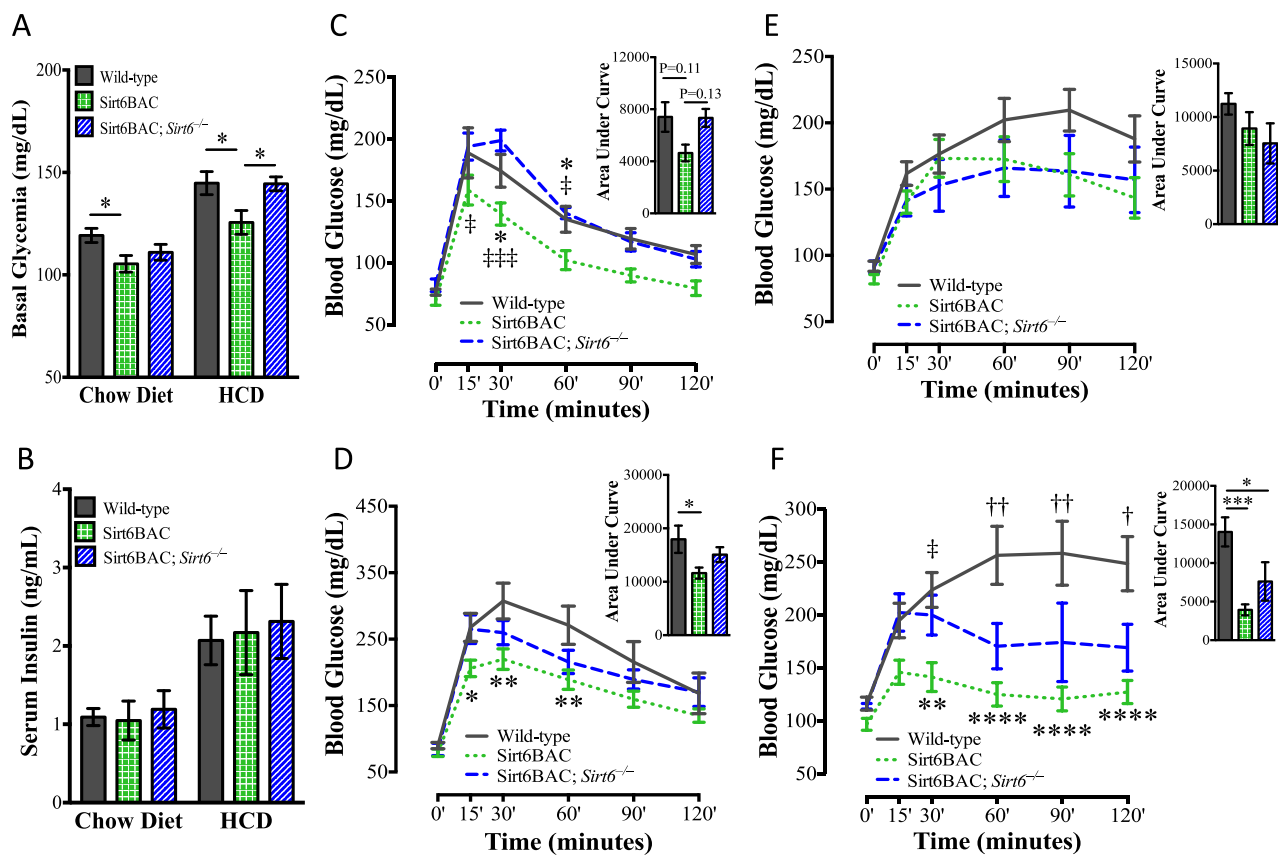 A
Basal Glycemia (mg/dL)
200
150
100
50
Wild-type
Sirt6BAC
Sirt6BAC; Sirt6–/–
*
*
*
Chow Diet
HCD
B
Serum Insulin (ng/mL)
4
3
2
1
0
Wild-type
Sirt6BAC
Sirt6BAC; Sirt6–/–
Chow Diet
HCD
C
Blood Glucose (mg/dL)
250
200
150
100
50
‡
*
‡‡‡
*
‡
Wild-type
Sirt6BAC
Sirt6BAC; Sirt6–/–
0' 15' 30' 60' 90' 120'
Time (minutes)
Area Under Curve
12000
8000
4000
0
P=0.11
P=0.13
D
Blood Glucose (mg/dL)
450
350
250
150
50
* ** **
Wild-type
Sirt6BAC
Sirt6BAC; Sirt6–/–
0' 15' 30' 60' 90' 120'
Time (minutes)
Area Under Curve
30000
20000
10000
0
*
E
Blood Glucose (mg/dL)
250
200
150
100
50
Wild-type
Sirt6BAC
Sirt6BAC; Sirt6–/–
0' 15' 30' 60' 90' 120'
Time (minutes)
Area Under Curve
15000
10000
5000
0
F
Blood Glucose (mg/dL)
300
250
200
150
100
50
‡ †† †† †
** **** **** ****
Wild-type
Sirt6BAC
Sirt6BAC; Sirt6–/–
0' 15' 30' 60' 90' 120'
Time (minutes)
Area Under Curve
20000
15000
10000
5000
0
*
***